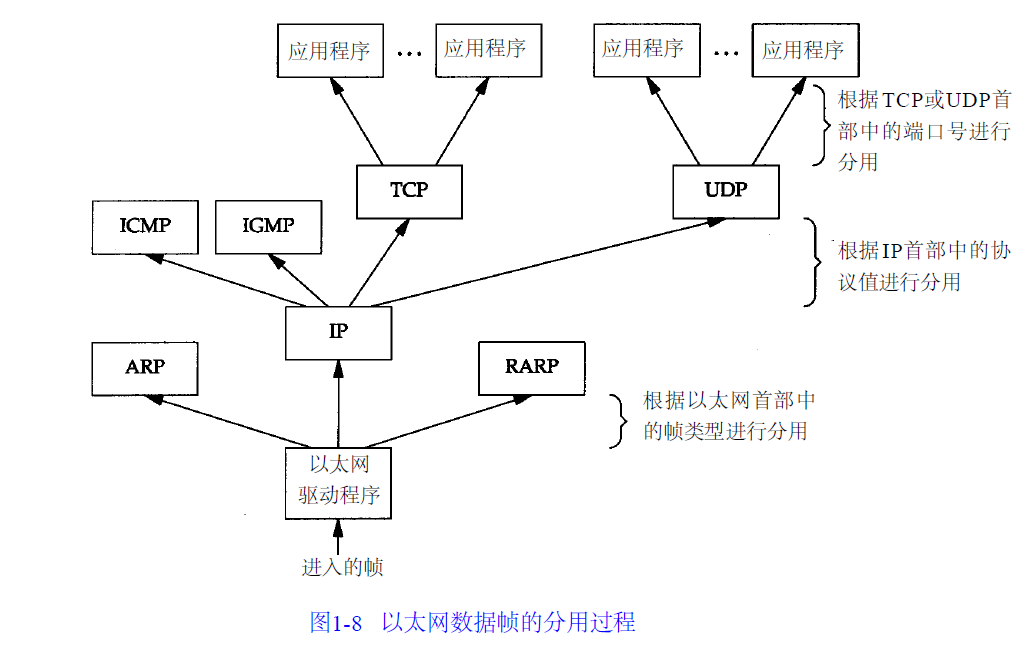 应用程序 … 应用程序 应用程序 … 应用程序
根据TCP或UDP首
部中的端口号进行
分用
TCP UDP
ICMP IGMP
根据IP首部中的协
议值进行分用
IP
ARP RARP
根据以太网首部中
的帧类型进行分用
以太网
驱动程序
进入的帧
图1-8 以太网数据帧的分用过程